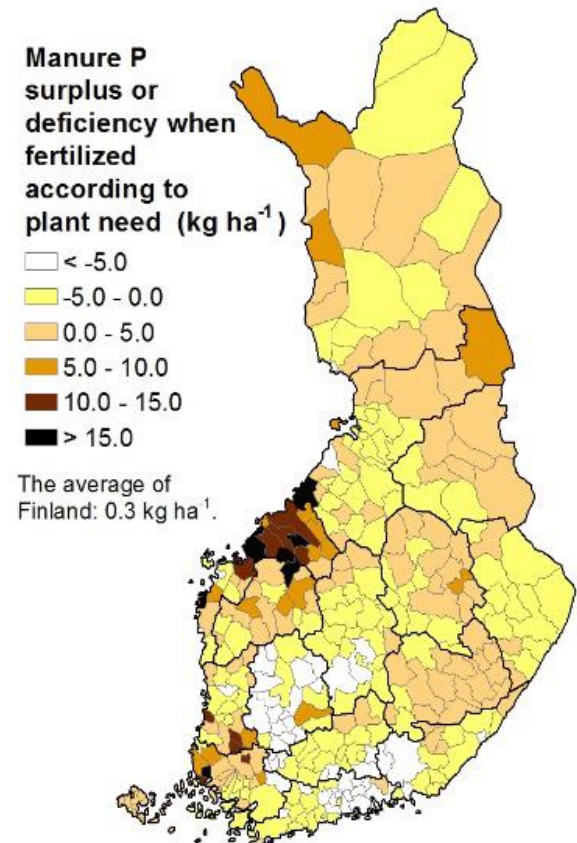 Manure P
surplus or
deficiency when
fertilized
according to
plant need (kg ha⁻¹)
< -5.0
-5.0 - 0.0
0.0 - 5.0
5.0 - 10.0
10.0 - 15.0
> 15.0
The average of
Finland: 0.3 kg ha⁻¹.